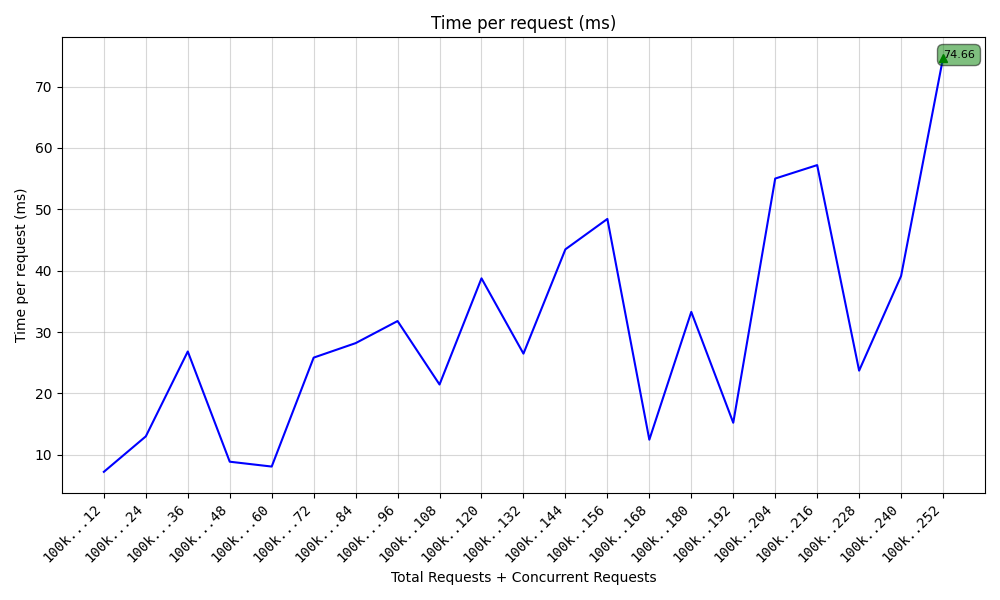 Time per request (ms)
74.66
Time per request (ms)
70
60
50
40
30
20
10
100k...12
100k...24
100k...36
100k...48
100k...60
100k...72
100k...84
100k...96
100k..108
100k..120
100k..132
100k..144
100k..156
100k..168
100k..180
100k..192
100k..204
100k..216
100k..228
100k..240
100k..252
Total Requests + Concurrent Requests